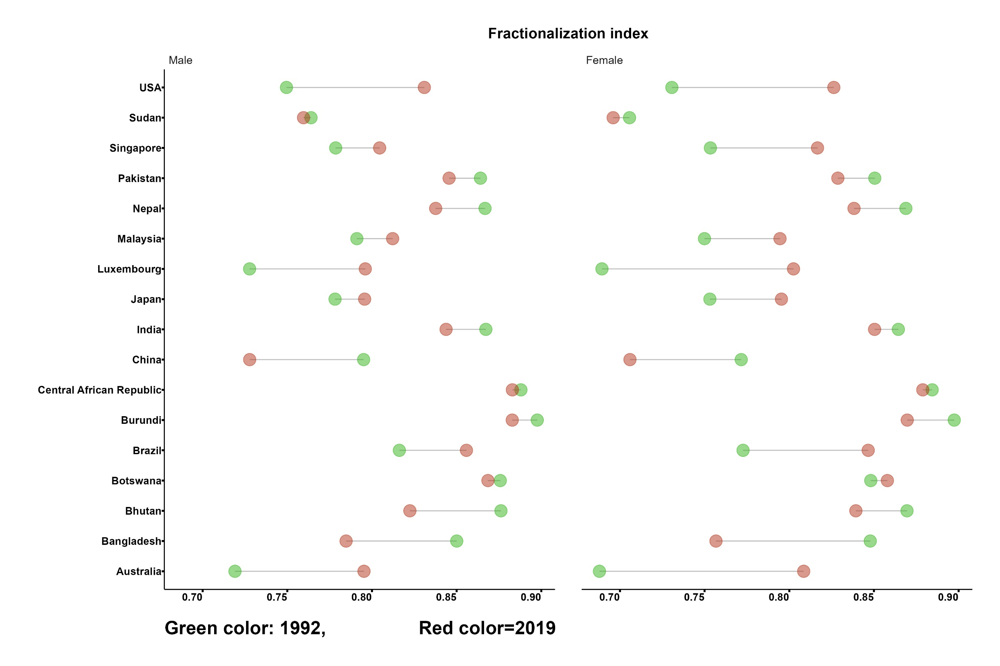 Fractionalization index
Male
Female
USA
Sudan
Singapore
Pakistan
Nepal
Malaysia
Luxembourg
Japan
India
China
Central African Republic
Burundi
Brazil
Botswana
Bhutan
Bangladesh
Australia
0.70 0.75 0.80 0.85 0.90
0.70 0.75 0.80 0.85 0.90
Green color: 1992, Red color=2019